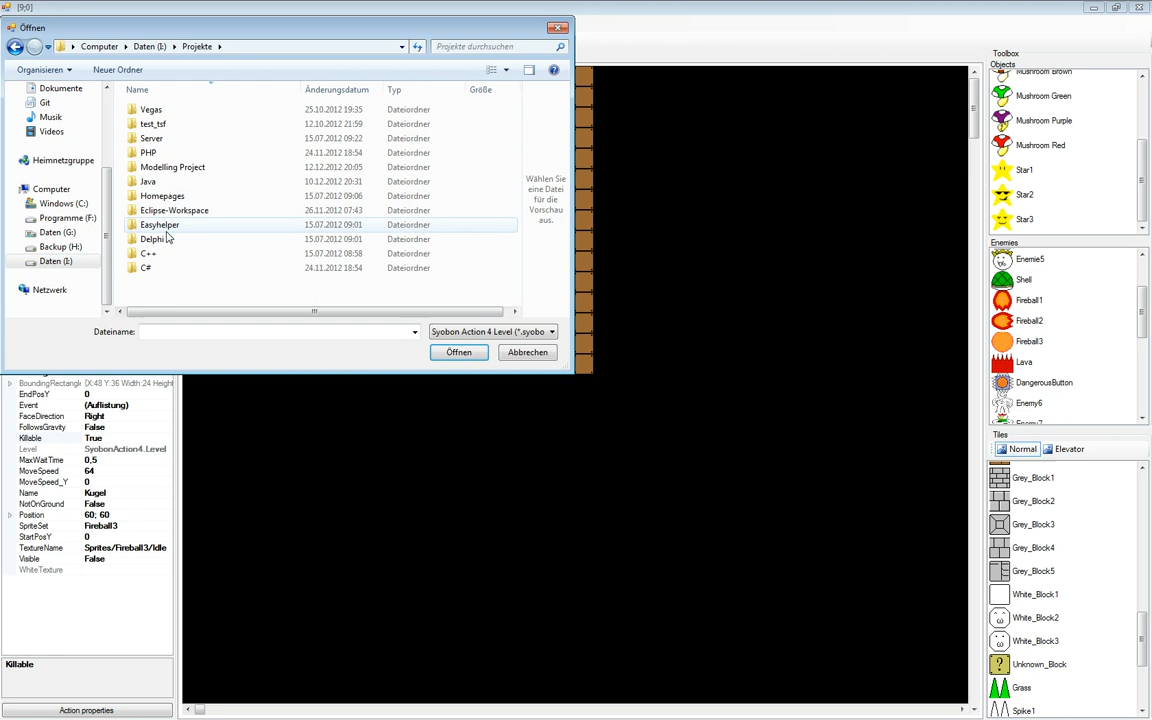 [9;0]
Öffnen
Computer
Daten (I:)
Projekte
Projekte durchsuchen
Organisieren
Neuer Ordner
Dokumente
Git
Musik
Videos
Heimnetzgruppe
Computer
Windows (C:)
Programme (F:)
Daten (G:)
Backup (H:)
Daten (I:)
Netzwerk
Name Änderungsdatum Typ Größe
Vegas 25.10.2012 19:35 Dateiordner
test_tsf 12.10.2012 21:59 Dateiordner
Server 15.07.2012 09:22 Dateiordner
PHP 24.11.2012 18:54 Dateiordner
Modelling Project 12.12.2012 20:05 Dateiordner
Java 10.12.2012 20:31 Dateiordner
Homepages 15.07.2012 09:06 Dateiordner
Eclipse-Workspace 26.11.2012 07:43 Dateiordner
Easyhelper 15.07.2012 09:01 Dateiordner
Delphi 15.07.2012 09:01 Dateiordner
C++ 15.07.2012 08:58 Dateiordner
C# 24.11.2012 18:54 Dateiordner
Wählen Sie
eine Datei
für die
Vorschau
aus.
Dateiname:
Syobon Action 4 Level (*.syobo
Öffnen
Abbrechen
BoundingRectangle {X:48 Y:36 Width:24 Height
EndPosY 0
Event (Auflistung)
FaceDirection Right
FollowsGravity False
Killable True
Level SyobonAction4.Level
MaxWaitTime 0,5
MoveSpeed 64
MoveSpeed_Y 0
Name Kugel
NotOnGround False
Position 60; 60
SpriteSet Fireball3
StartPosY 0
TextureName Sprites/Fireball3/Idle
Visible False
WhiteTexture
Killable
Action properties
Toolbox
Objects
Mushroom Brown
Mushroom Green
Mushroom Purple
Mushroom Red
Star1
Star2
Star3
Enemies
Enemie5
Shell
Fireball1
Fireball2
Fireball3
Lava
DangerousButton
Enemy6
Enemy7
Tiles
Normal
Elevator
Grey_Block1
Grey_Block2
Grey_Block3
Grey_Block4
Grey_Block5
White_Block1
White_Block2
White_Block3
?
Unknown_Block
Grass
Spike1